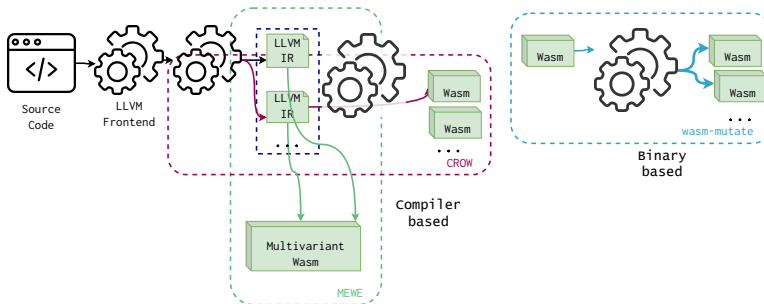 Source
Code
LLVM
Frontend
LLVM
IR
LLVM
IR
...
Wasm
Wasm
...
CROW
Multivariant
Wasm
MEWE
Compiler
based
Wasm
Wasm
Wasm
...
wasm-mutate
Binary
based